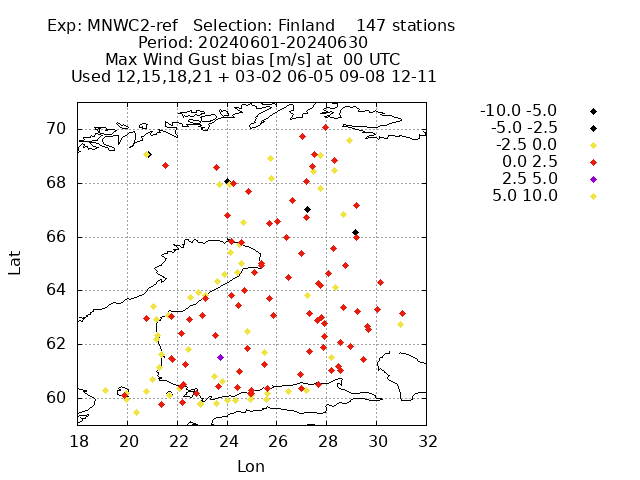 Exp: MNWC2-ref   Selection: Finland    147 stations
Period: 20240601-20240630
Max Wind Gust bias [m/s] at  00 UTC
Used 12,15,18,21 + 03-02 06-05 09-08 12-11
-10.0 -5.0
-5.0 -2.5
-2.5 0.0
0.0 2.5
2.5 5.0
5.0 10.0
70
68
66
64
62
60
Lat
18 20 22 24 26 28 30 32
Lon